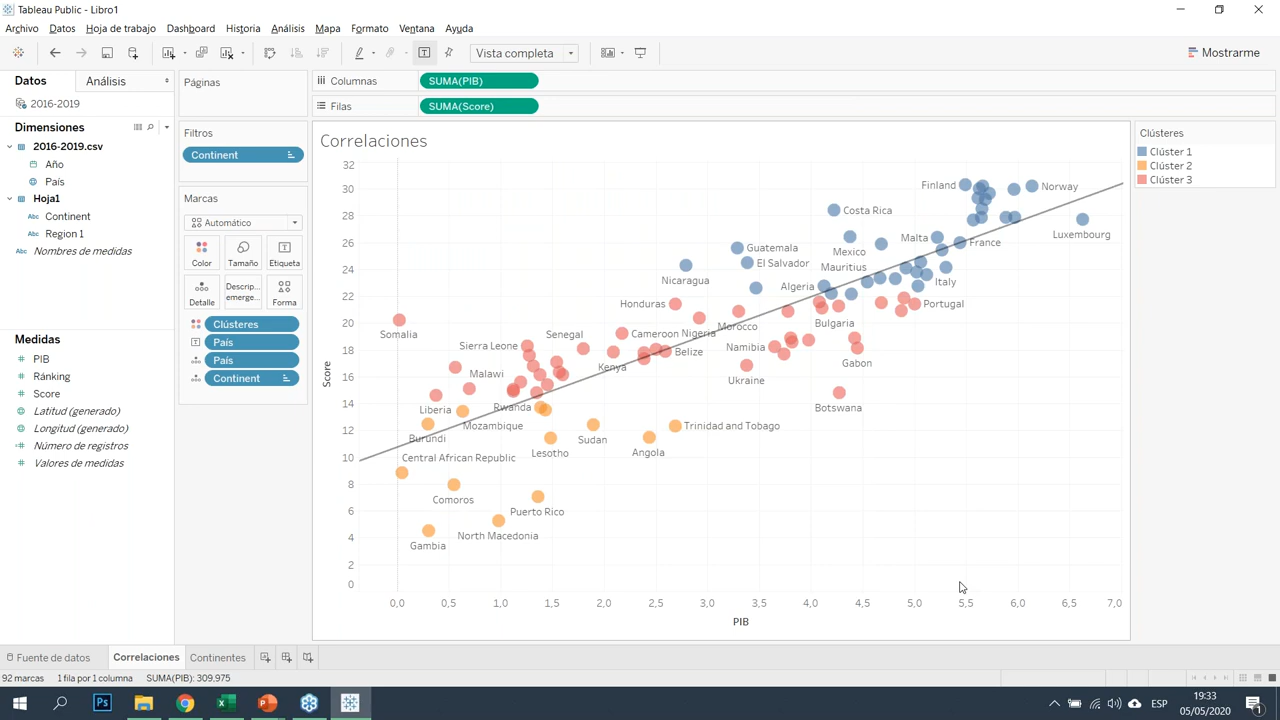 Tableau Public - Libro1
Archivo Datos Hoja de trabajo Dashboard Historia Análisis Mapa Formato Ventana Ayuda
Vista completa
Mostrarme
Datos Análisis
2016-2019
Dimensiones
2016-2019.csv
Año
País
Hoja1
Abc Continent
Abc Region 1
Abc Nombres de medidas
Medidas
# PIB
# Ránking
# Score
Latitud (generado)
Longitud (generado)
Número de registros
# Valores de medidas
Páginas
Filtros
Continent
Marcas
Automático
Color Tamaño Etiqueta
Detalle Descrip... emerge... Forma
Clústeres
País
País
Continent
Columnas SUMA(PIB)
Filas SUMA(Score)
Correlaciones
Score
32
30
28
26
24
22
20
18
16
14
12
10
8
6
4
2
0
Finland
Norway
Costa Rica
Luxembourg
Malta
France
Mexico
Guatemala
El Salvador
Mauritius
Nicaragua
Italy
Algeria
Honduras
Portugal
Somalia
Senegal
Cameroon Nigeria
Morocco
Bulgaria
Sierra Leone
Belize
Namibia
Kenya
Gabon
Malawi
Ukraine
Liberia
Rwanda
Botswana
Mozambique
Burundi
Sudan
Trinidad and Tobago
Lesotho
Angola
Central African Republic
Comoros
Puerto Rico
North Macedonia
Gambia
0,0 0,5 1,0 1,5 2,0 2,5 3,0 3,5 4,0 4,5 5,0 5,5 6,0 6,5 7,0
PIB
Clústeres
Clúster 1
Clúster 2
Clúster 3
Fuente de datos Correlaciones Continentes
92 marcas 1 fila por 1 columna SUMA(PIB): 309,975
Ps
ESP
19:33
05/05/2020